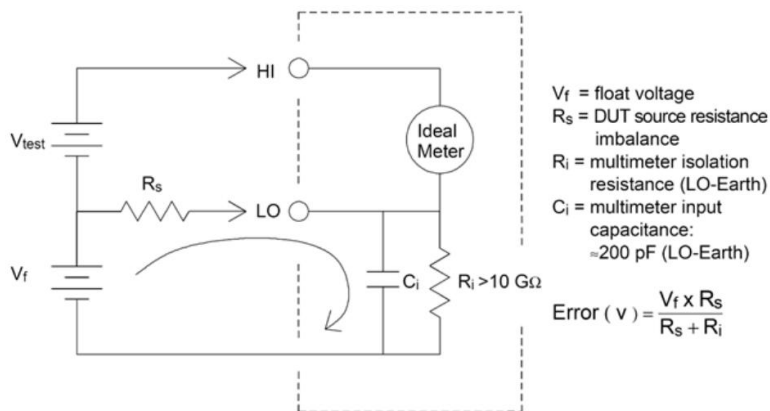 HI
Ideal
Meter
Vtest
Rs
LO
Vf
Ci
Ri >10 GΩ
Vf = float voltage
Rs = DUT source resistance
imbalance
Ri = multimeter isolation
resistance (LO-Earth)
Ci = multimeter input
capacitance:
≈200 pF (LO-Earth)
Error ( v ) = Vf x Rs
Rs + Ri